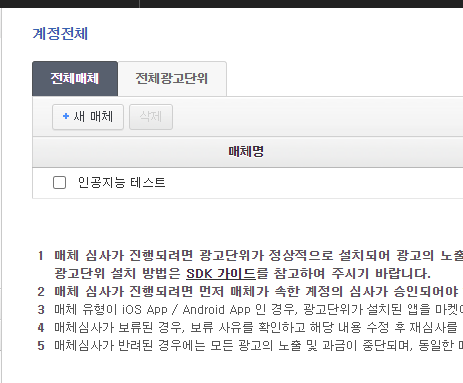 계정전체
전체매체 전체광고단위
+ 새 매체 삭제
매체명
인공지능 테스트
1 매체 심사가 진행되려면 광고단위가 정상적으로 설치되어 광고의 노출
광고단위 설치 방법은 SDK 가이드를 참고하여 주시기 바랍니다.
2 매체 심사가 진행되려면 먼저 매체가 속한 계정의 심사가 승인되어야
3 매체 유형이 iOS App / Android App 인 경우, 광고단위가 설치된 앱을 마켓에
4 매체심사가 보류된 경우, 보류 사유를 확인하고 해당 내용 수정 후 재심사를
5 매체심사가 반려된 경우에는 모든 광고의 노출 및 과금이 중단되며, 동일한 매